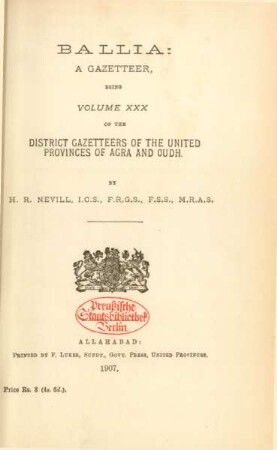 BALLIA:
A GAZETTEER,
BEING
VOLUME XXX
OF THE
DISTRICT GAZETTEERS OF THE UNITED
PROVINCES OF AGRA AND OUDH.
BY
H. R. NEVILL, I.C.S., F.R.G.S., F.S.S., M.R.A.S.
Preußische
Staatsbibliothek
Berlin
ALLAHABAD:
PRINTED BY F. LUKER, SUPDT., GOVT. PRESS, UNITED PROVINCES.
1907.
Price Rs. 3 (4s. 6d.).